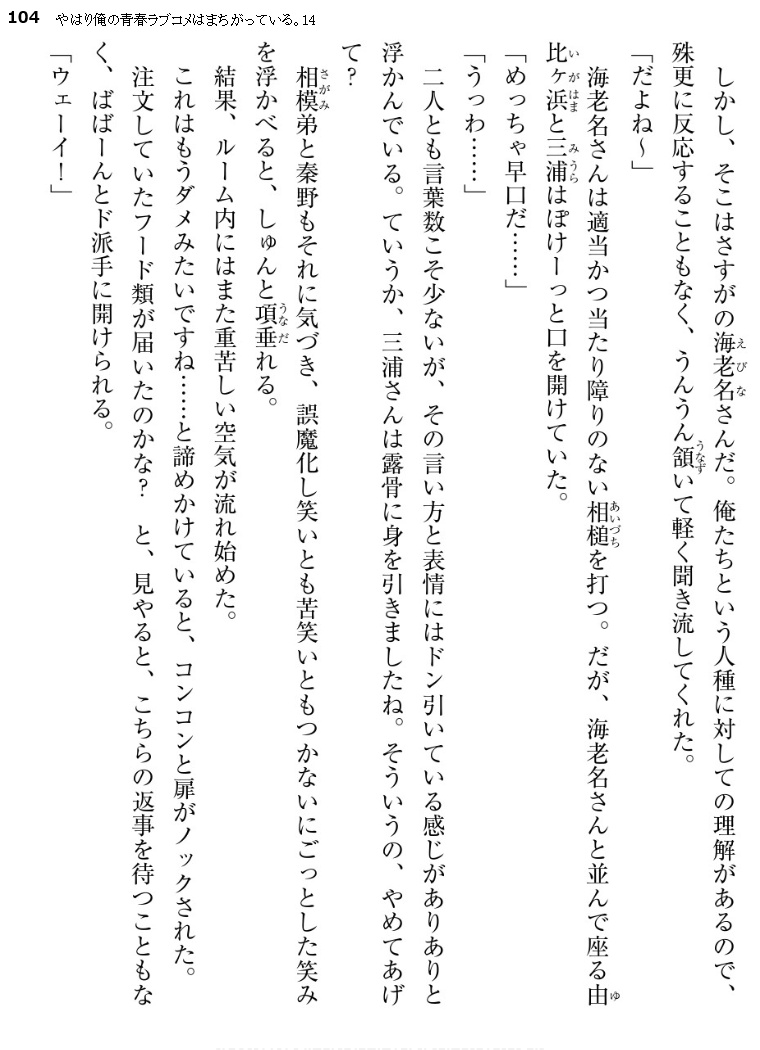 104 やはり俺の青春ラブコメはまちがっている。14
しかし、そこはさすがの海老名さんだ。俺たちという人種に対しての理解があるので、
殊更に反応することもなく、うんうん頷いて軽く聞き流してくれた。
「だよね～」
海老名さんは適当かつ当たり障りのない相槌を打つ。だが、海老名さんと並んで座る由
比ヶ浜と三浦はぽけーっと口を開けていた。
「めっちゃ早口だ……」
「うっわ……」
二人とも言葉数こそ少ないが、その言い方と表情にはドン引いている感じがありありと
浮かんでいる。ていうか、三浦さんは露骨に身を引きましたね。そういうの、やめてあげ
て？
相模弟と秦野もそれに気づき、誤魔化し笑いとも苦笑いともつかないにごっとした笑み
を浮かべると、しゅんと項垂れる。
結果、ルーム内にはまた重苦しい空気が流れ始めた。
これはもうダメみたいですね……と諦めかけていると、コンコンと扉がノックされた。
注文していたフード類が届いたのかな？　と、見やると、こちらの返事を待つこともな
く、ばばーんとド派手に開けられる。
「ウェーイ！」